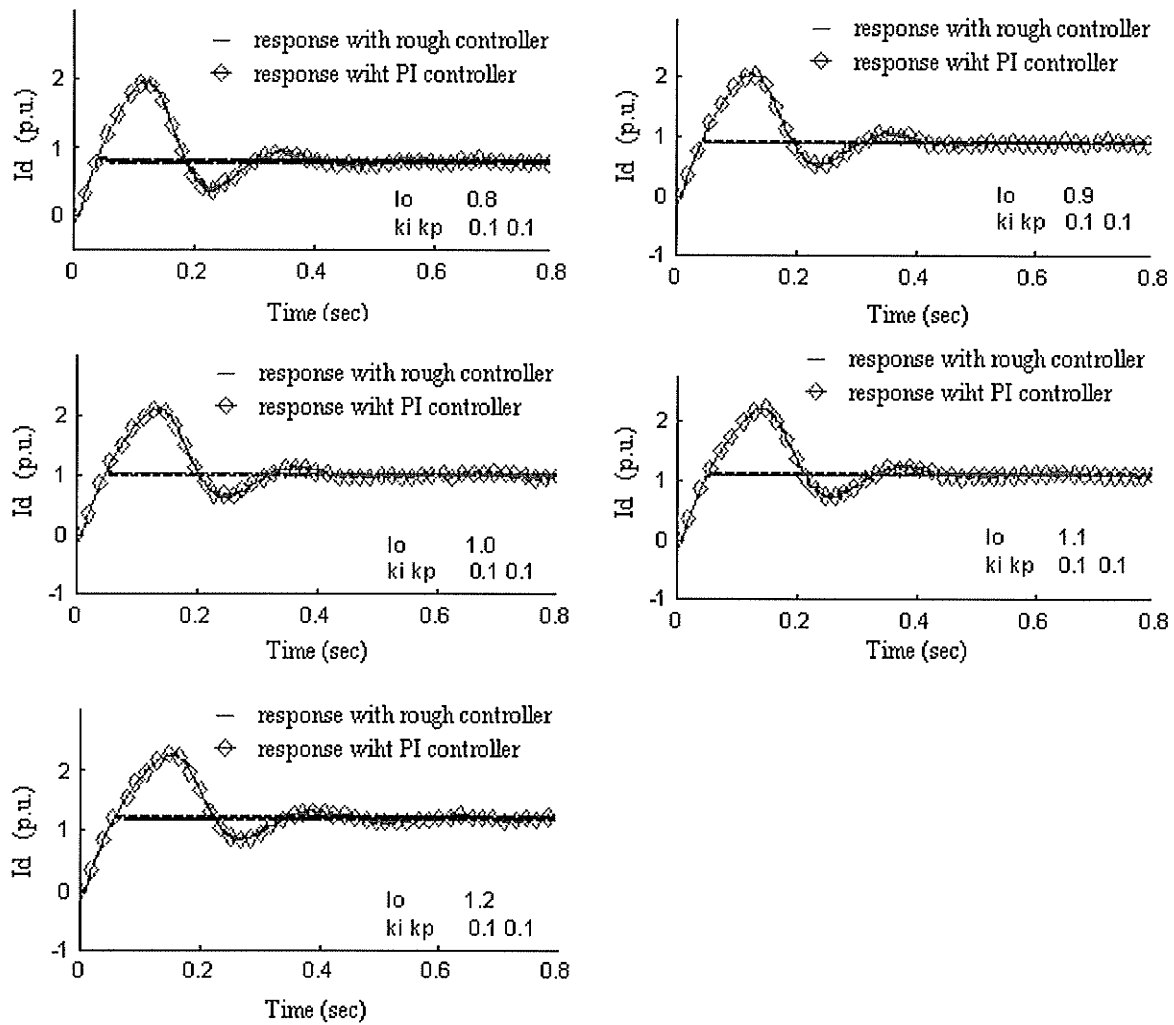 response with rough controller
response wiht PI controller
2
1
0
Id (p.u.)
Io 0.8
ki kp 0.1 0.1
0 0.2 0.4 0.6 0.8
Time (sec)
response with rough controller
response wiht PI controller
2
1
0
-1
Id (p.u.)
Io 0.9
ki kp 0.1 0.1
0 0.2 0.4 0.6 0.8
Time (sec)
response with rough controller
response wiht PI controller
2
1
0
-1
Id (p.u.)
Io 1.0
ki kp 0.1 0.1
0 0.2 0.4 0.6 0.8
Time (sec)
response with rough controller
response wiht PI controller
2
1
0
-1
Id (p.u.)
Io 1.1
ki kp 0.1 0.1
0 0.2 0.4 0.6 0.8
Time (sec)
response with rough controller
response wiht PI controller
2
1
0
-1
Id (p.u.)
Io 1.2
ki kp 0.1 0.1
0 0.2 0.4 0.6 0.8
Time (sec)